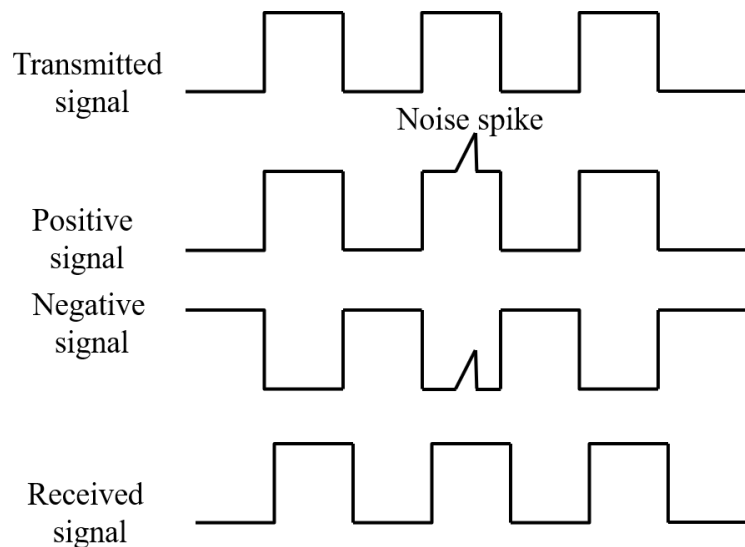 Transmitted
signal
Noise spike
Positive
signal
Negative
signal
Received
signal